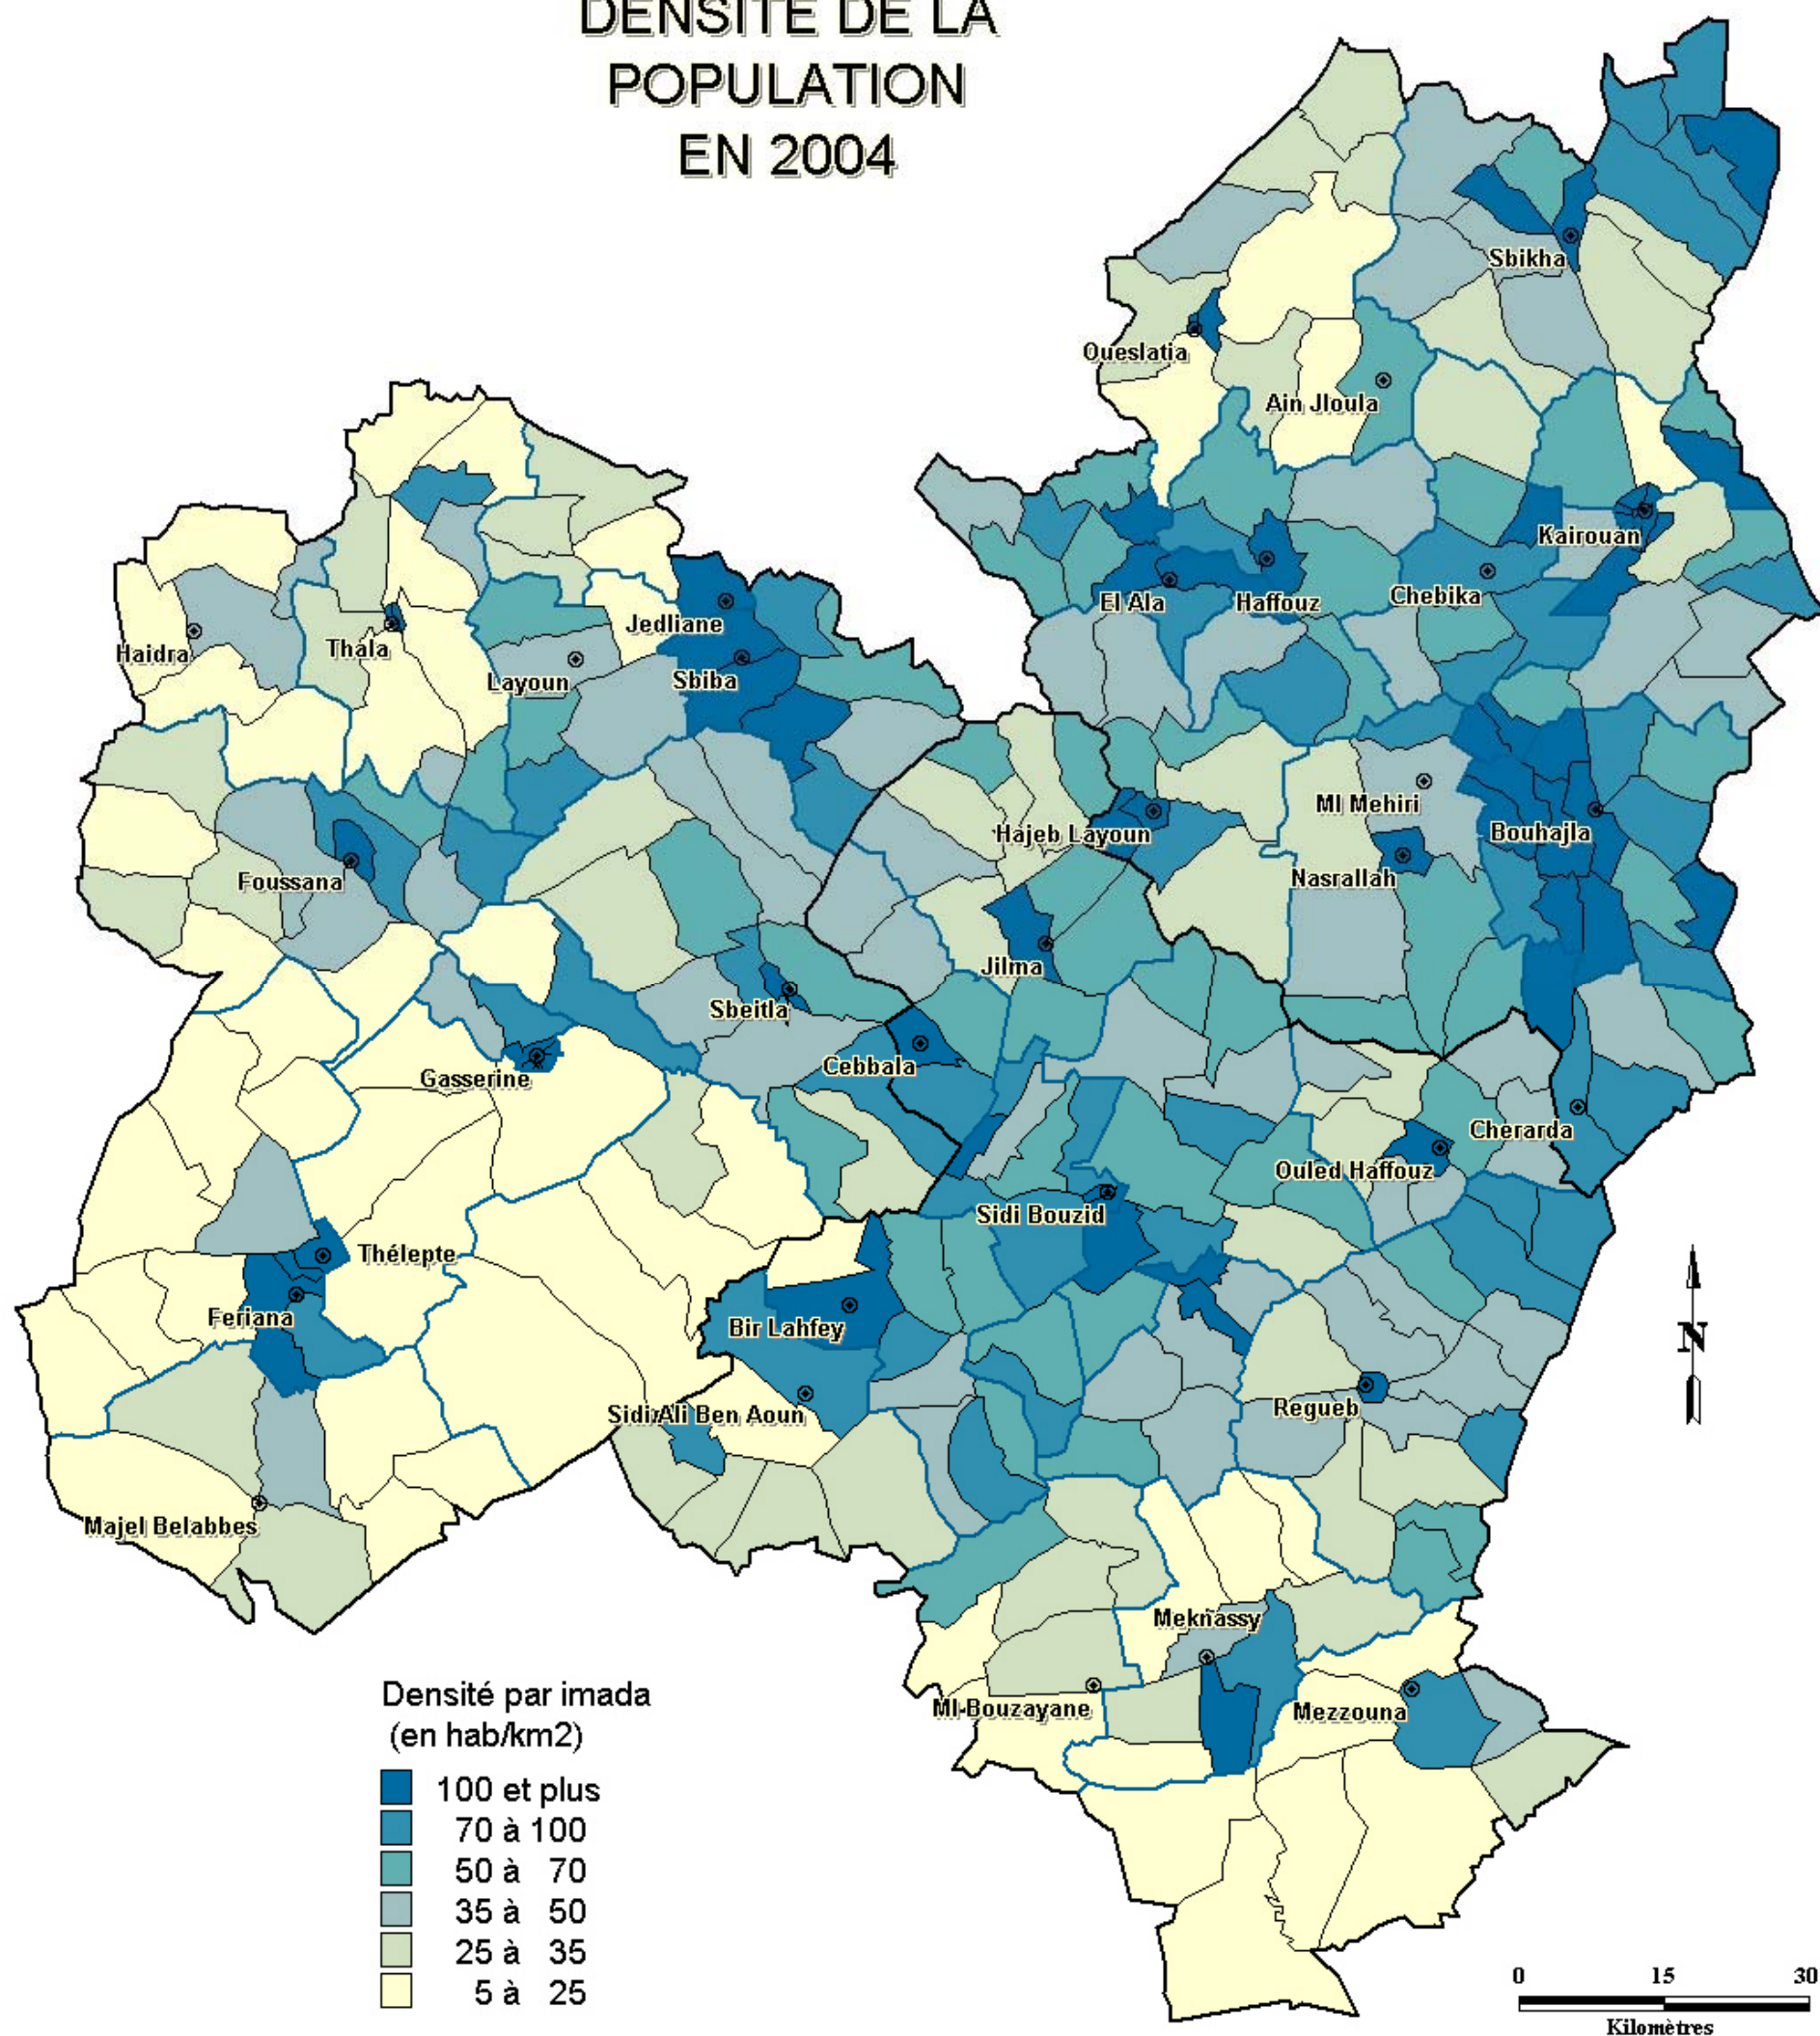 DENSITE DE LA
POPULATION
EN 2004
Sbikha
Oueslatia
Ain Jloula
Kairouan
El Ala
Haffouz
Chebika
Jedliane
Haidra
Thala
Layoun
Sbiba
Ml Mehiri
Hajeb Layoun
Bouhajla
Foussana
Nasrallah
Jilma
Sbeitla
Cebbala
Gasserine
Cherarda
Ouled Haffouz
Sidi Bouzid
Thélepte
Feriana
Bir Lahfey
N
Sidi Ali Ben Aoun
Regueb
Majel Belabbes
Meknassy
Ml-Bouzayane
Mezzouna
Densité par imada
(en hab/km2)
100 et plus
70 à 100
50 à 70
35 à 50
25 à 35
5 à 25
0 15 30
Kilomètres